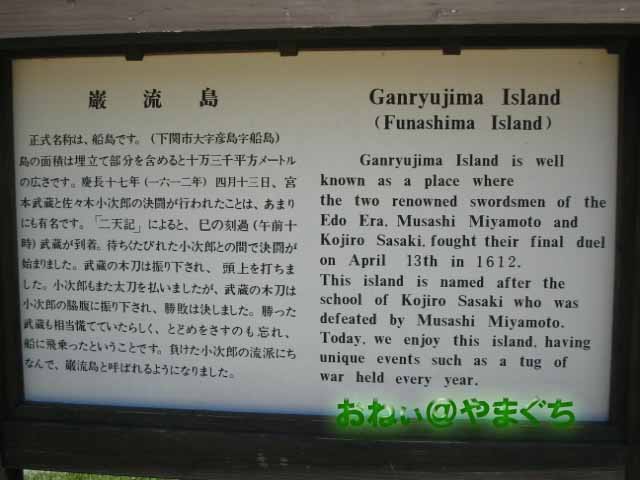 巌流島
正式名称は、船島です。(下関市大字彦島字船島)
島の面積は埋立て部分を含めると十万三千平方メートル
の広さです。慶長十七年(一六一二年)四月十三日、宮
本武蔵と佐々木小次郎の決闘が行われたことは、あまり
にも有名です。「二天記」によると、巳の刻過(午前十
時)武蔵が到着。待ちくたびれた小次郎との間で決闘が
始まりました。武蔵の木刀は振り下され、頭上を打ちま
した。小次郎もまた太刀を払いましたが、武蔵の木刀は
小次郎の脇腹に振り下され、勝敗は決しました。勝った
武蔵も相当慌てていたらしく、とどめをさすのも忘れ、
船に飛乗ったということです。負けた小次郎の流派にち
なんで、巌流島と呼ばれるようになりました。
Ganryujima Island
(Funashima Island)
Ganryujima Island is well
known as a place where
the two renowned swordsmen of the
Edo Era, Musashi Miyamoto and
Kojiro Sasaki, fought their final duel
on April 13th in 1612.
This island is named after the
school of Kojiro Sasaki who was
defeated by Musashi Miyamoto.
Today, we enjoy this island, having
unique events such as a tug of
war held every year.
おねぃ@やまぐち